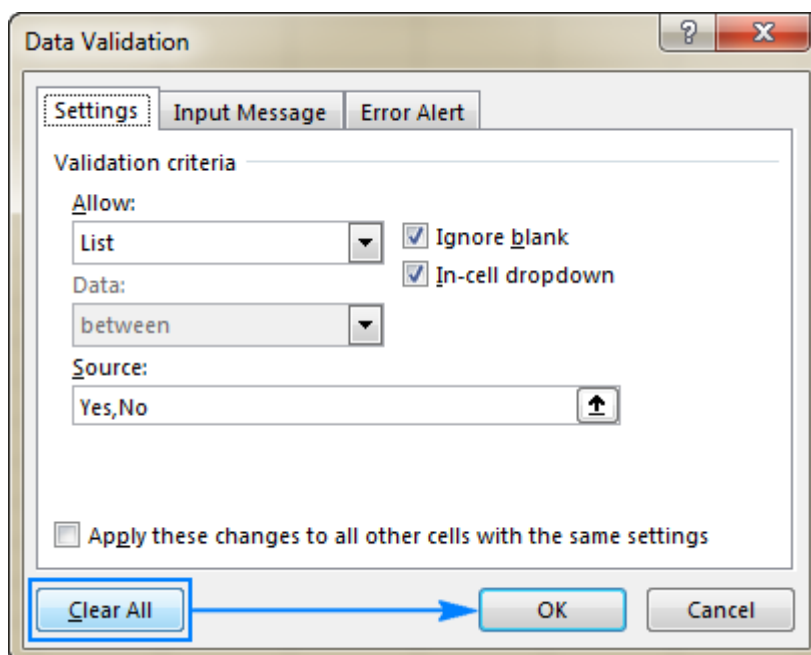 Data Validation
?
Settings
Input Message
Error Alert
Validation criteria
Allow:
List
Ignore blank
In-cell dropdown
Data:
between
Source:
Yes,No
Apply these changes to all other cells with the same settings
Clear All
OK
Cancel